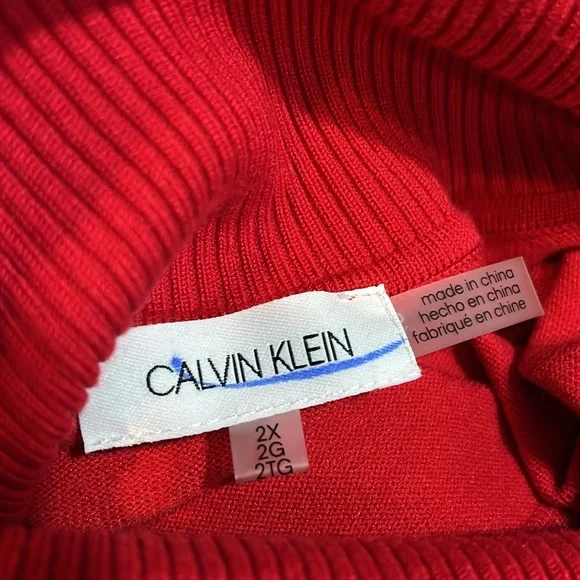 CALVIN KLEIN
made in china
hecho en china
fabriqué en chine
2X
2G
2TG